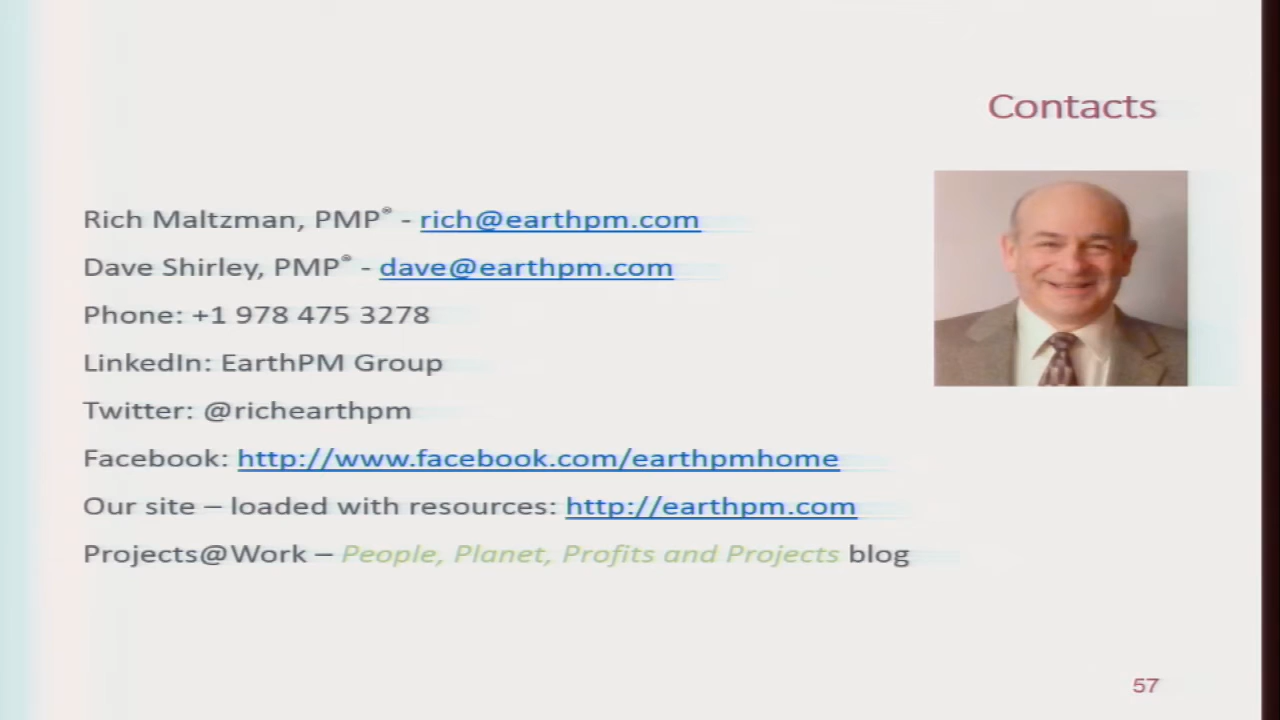 Contacts
Rich Maltzman, PMP® - rich@earthpm.com
Dave Shirley, PMP® - dave@earthpm.com
Phone: +1 978 475 3278
LinkedIn: EarthPM Group
Twitter: @richearthpm
Facebook: http://www.facebook.com/earthpmhome
Our site – loaded with resources: http://earthpm.com
Projects@Work – People, Planet, Profits and Projects blog
57